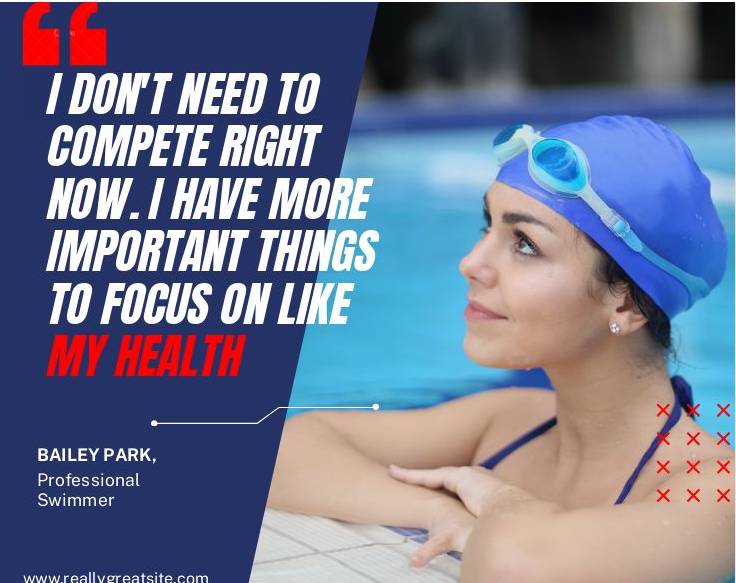 I DON'T NEED TO
COMPETE RIGHT
NOW. I HAVE MORE
IMPORTANT THINGS
TO FOCUS ON LIKE
MY HEALTH
BAILEY PARK,
Professional
Swimmer
www.reallygreatsite.com